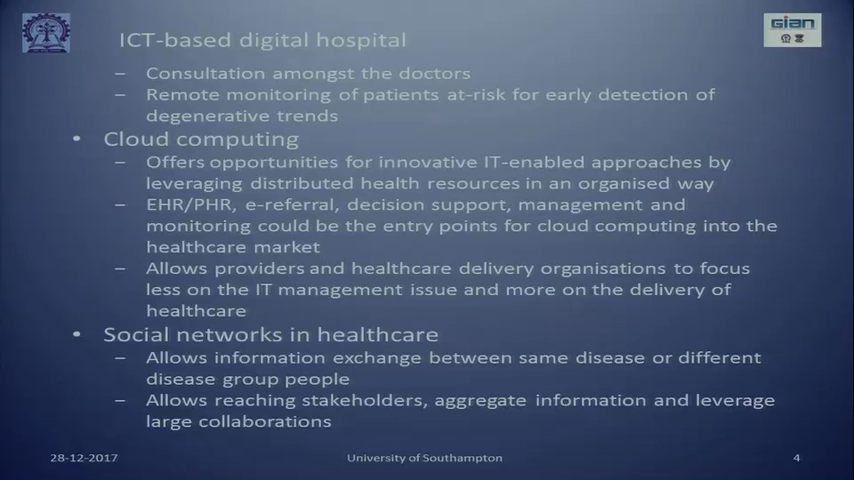 GIAN
ICT-based digital hospital
– Consultation amongst the doctors
– Remote monitoring of patients at-risk for early detection of
degenerative trends
• Cloud computing
– Offers opportunities for innovative IT-enabled approaches by
leveraging distributed health resources in an organised way
– EHR/PHR, e-referral, decision support, management and
monitoring could be the entry points for cloud computing into the
healthcare market
– Allows providers and healthcare delivery organisations to focus
less on the IT management issue and more on the delivery of
healthcare
• Social networks in healthcare
– Allows information exchange between same disease or different
disease group people
– Allows reaching stakeholders, aggregate information and leverage
large collaborations
28-12-2017 University of Southampton 4